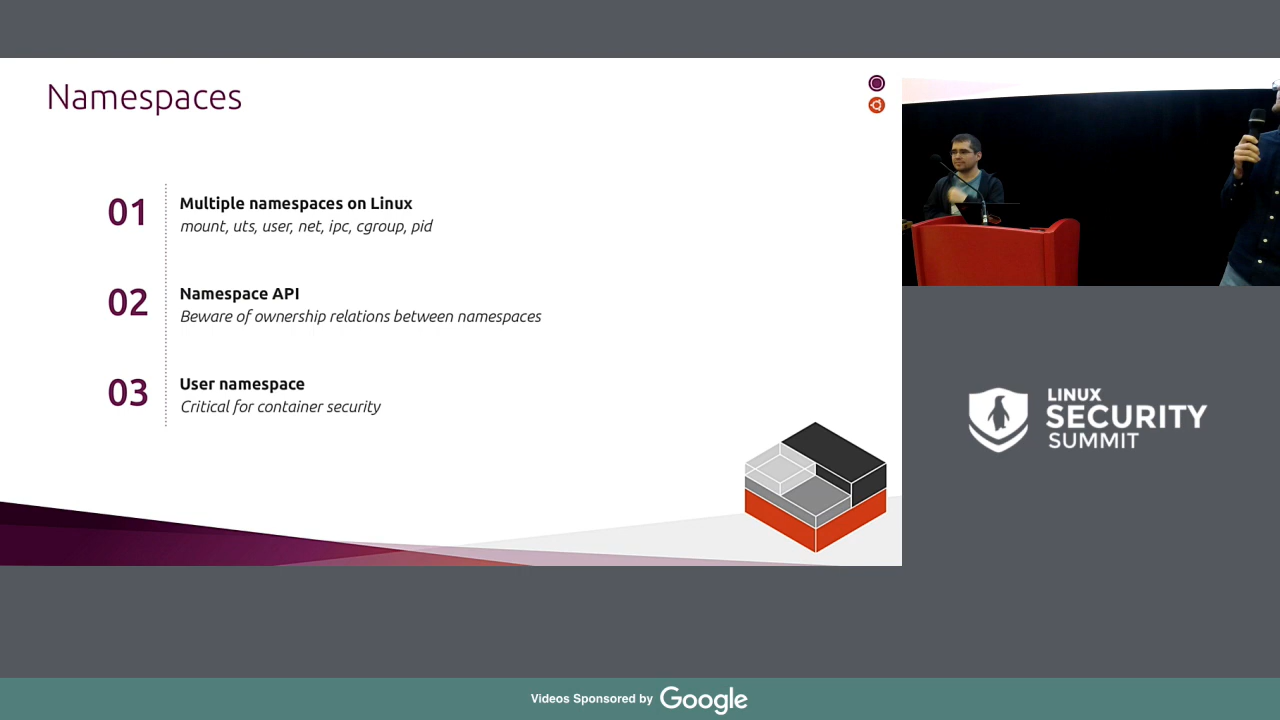 Namespaces
01
Multiple namespaces on Linux
mount, uts, user, net, ipc, cgroup, pid
02
Namespace API
Beware of ownership relations between namespaces
03
User namespace
Critical for container security
LINUX
SECURITY
SUMMIT
Videos Sponsored by Google